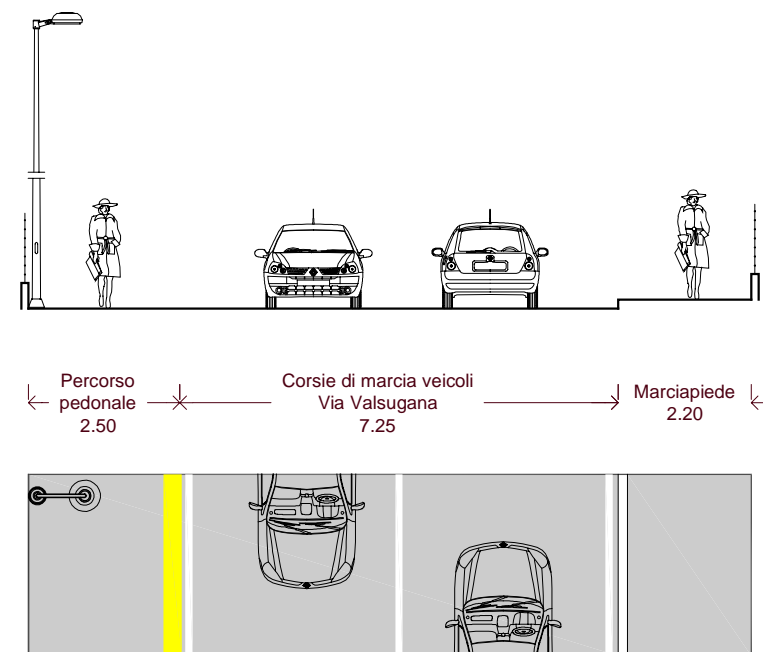 Percorso
pedonale
2.50
Corsie di marcia veicoli
Via Valsugana
7.25
Marciapiede
2.20